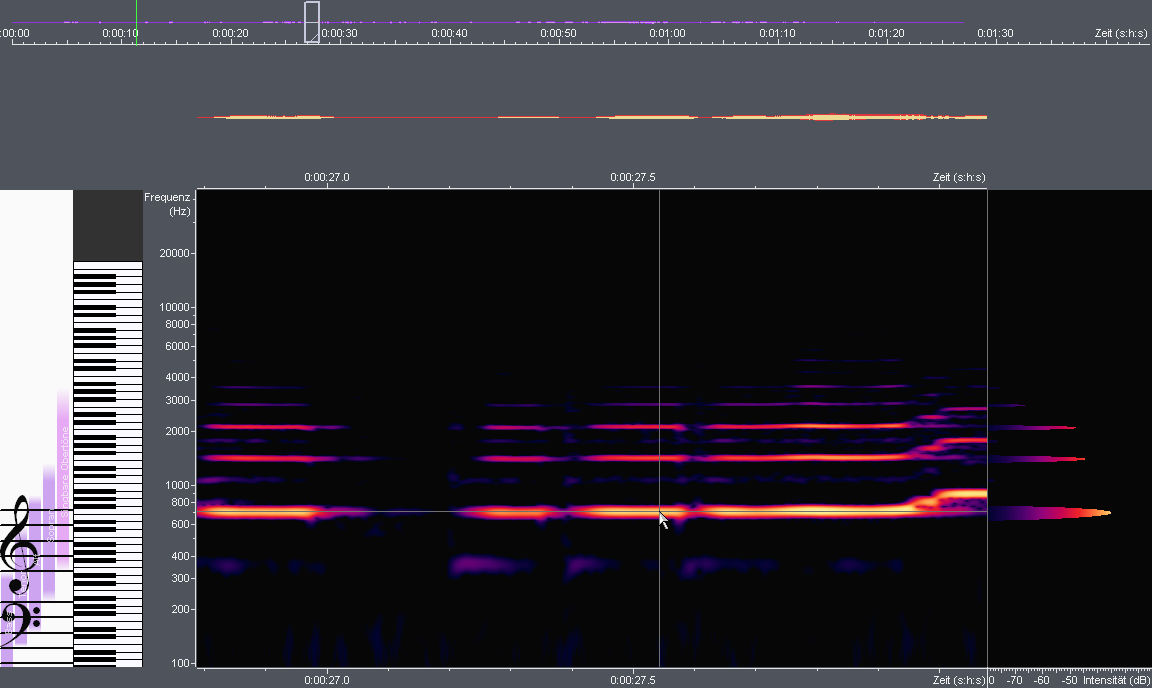 :00:00 0:00:10 0:00:20 0:00:30 0:00:40 0:00:50 0:01:00 0:01:10 0:01:20 0:01:30 Zeit (s:h:s)
0:00:27.0 0:00:27.5 Zeit (s:h:s)
Frequenz
(Hz)
20000
10000
8000
6000
4000
3000
2000
1000
800
600
400
300
200
100
Singbare Obertöne
Sopran
0:00:27.0 0:00:27.5 Zeit (s:h:s) 0 -70 -60 -50 Intensität (dB)